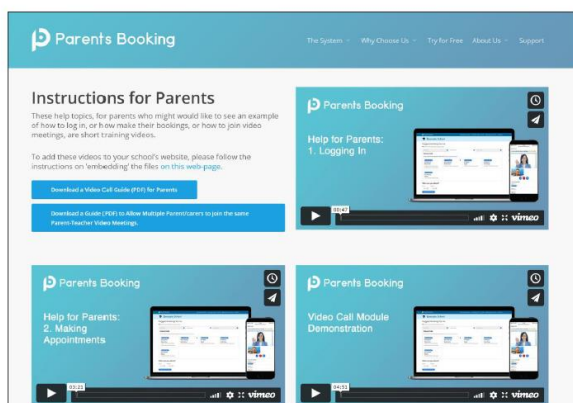 Parents Booking
The System
Why Choose Us
Try for Free
About Us
Support
Instructions for Parents
These help topics, for parents who might would like to see an example
of how to log in, or how make their bookings, or how to join video
meetings, are short training videos.
To add these videos to your school's website, please follow the
instructions on 'embedding' the files on this web-page.
Download a Video Call Guide (PDF) for Parents
Download a Guide (PDF) to Allow Multiple Parent/carers to join the same
Parent-Teacher Video Meetings.
Parents Booking
Help for Parents:
1. Logging In
03:47
vimeo
Parents Booking
Help for Parents:
2. Making
Appointments
03:21
vimeo
Parents Booking
Video Call Module
Demonstration
04:51
vimeo